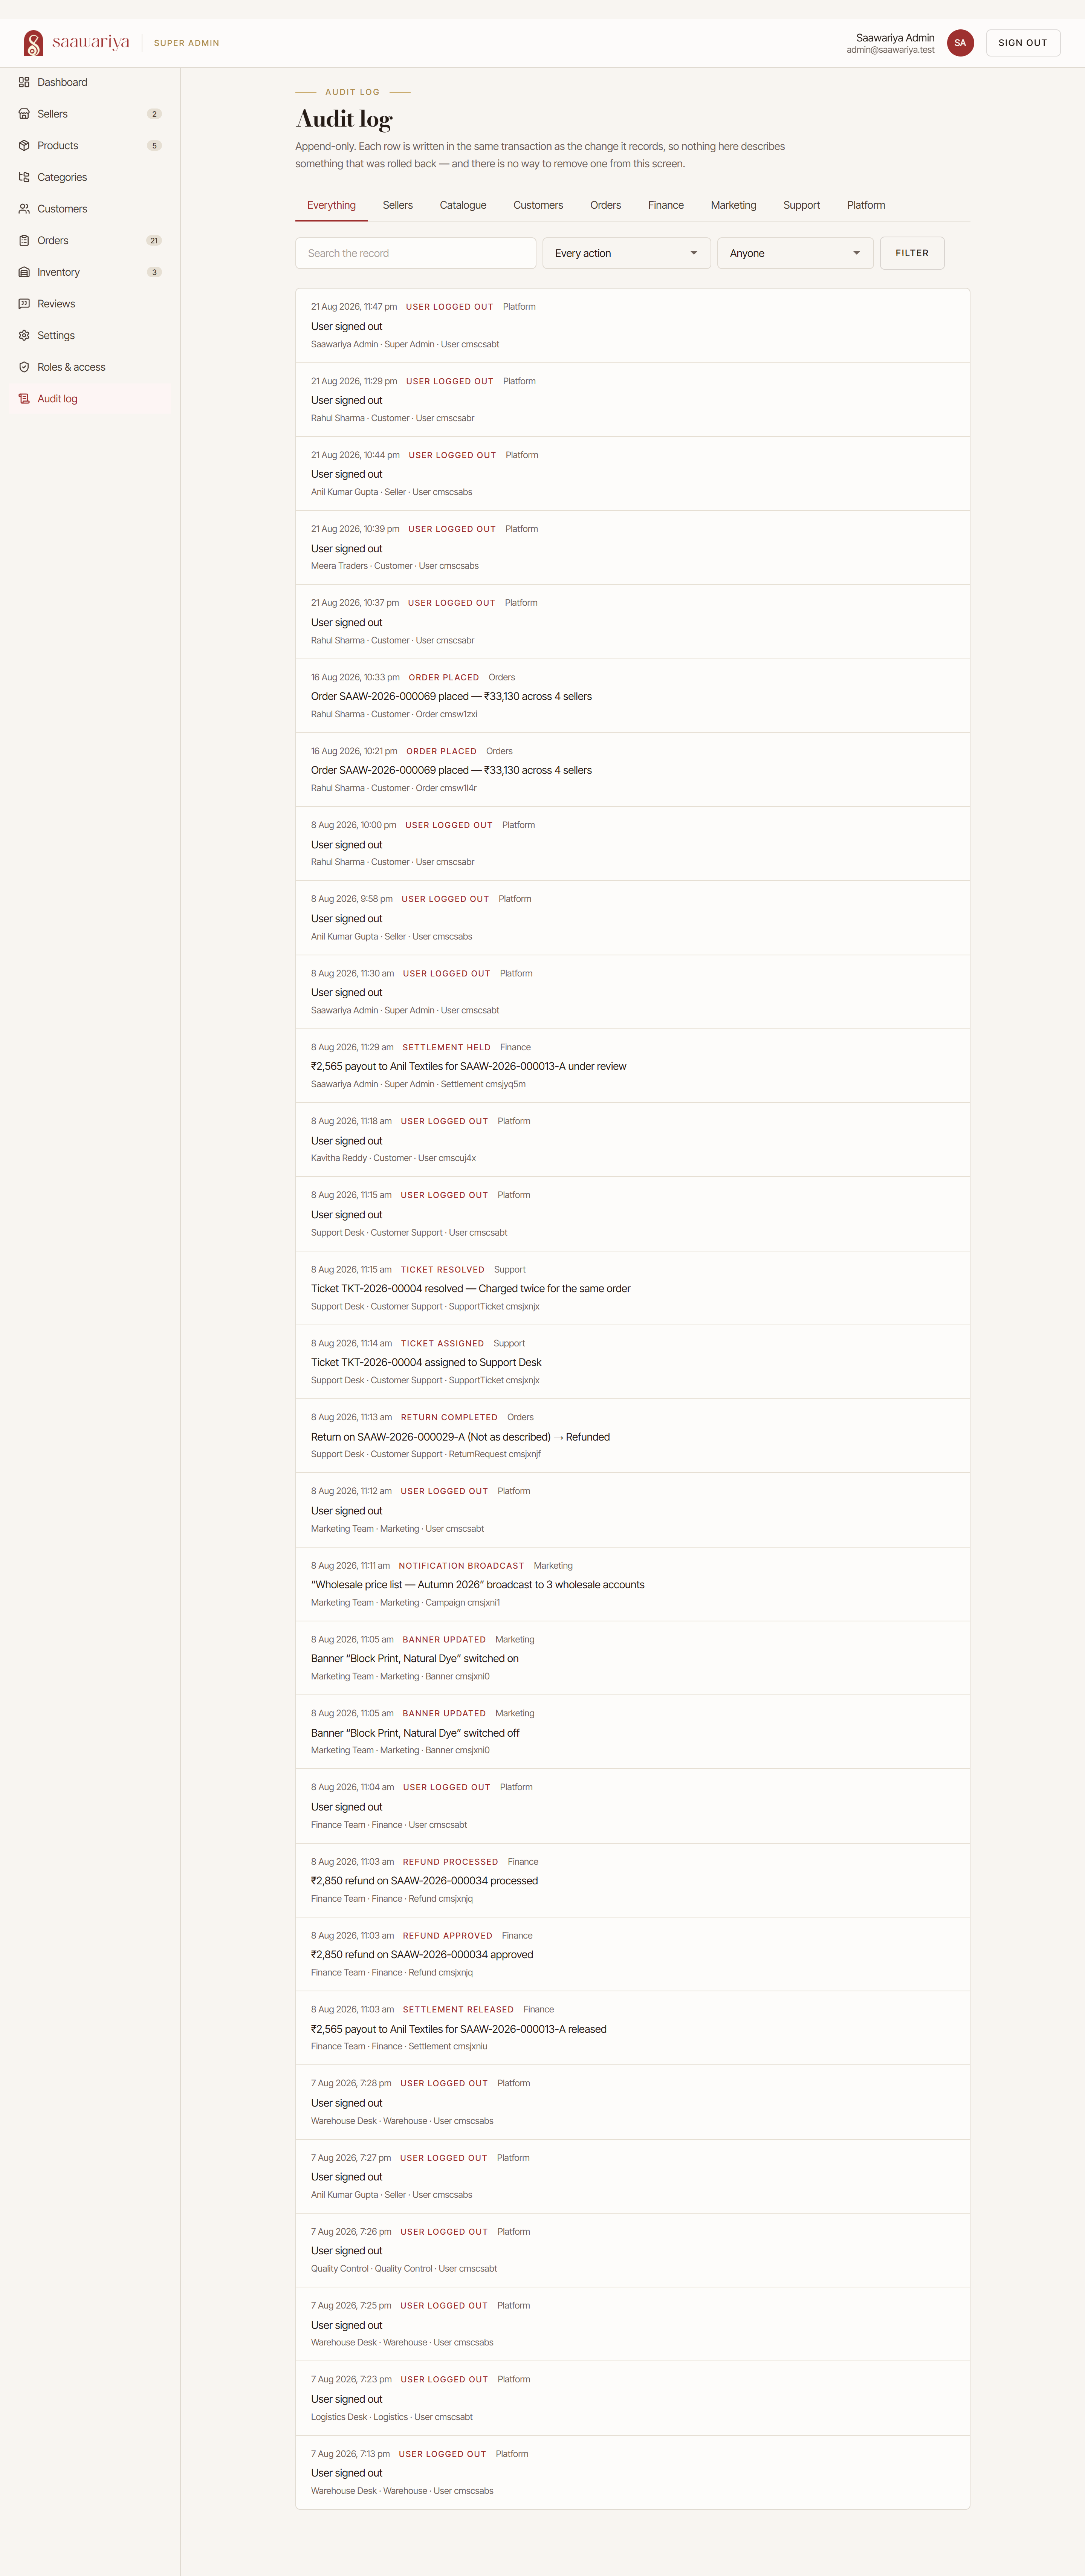 saawariya
SUPER ADMIN
Saawariya Admin
admin@saawariya.test
SA
SIGN OUT
Dashboard
Sellers 2
Products 5
Categories
Customers
Orders 21
Inventory 3
Reviews
Settings
Roles & access
Audit log
AUDIT LOG
Audit log
Append-only. Each row is written in the same transaction as the change it records, so nothing here describes
something that was rolled back — and there is no way to remove one from this screen.
Everything Sellers Catalogue Customers Orders Finance Marketing Support Platform
Search the record
Every action
Anyone
FILTER
21 Aug 2026, 11:47 pm USER LOGGED OUT Platform
User signed out
Saawariya Admin · Super Admin · User cmscsabt
21 Aug 2026, 11:29 pm USER LOGGED OUT Platform
User signed out
Rahul Sharma · Customer · User cmscsabr
21 Aug 2026, 10:44 pm USER LOGGED OUT Platform
User signed out
Anil Kumar Gupta · Seller · User cmscsabs
21 Aug 2026, 10:39 pm USER LOGGED OUT Platform
User signed out
Meera Traders · Customer · User cmscsabs
21 Aug 2026, 10:37 pm USER LOGGED OUT Platform
User signed out
Rahul Sharma · Customer · User cmscsabr
16 Aug 2026, 10:33 pm ORDER PLACED Orders
Order SAAW-2026-000069 placed — ₹33,130 across 4 sellers
Rahul Sharma · Customer · Order cmsw1zxi
16 Aug 2026, 10:21 pm ORDER PLACED Orders
Order SAAW-2026-000069 placed — ₹33,130 across 4 sellers
Rahul Sharma · Customer · Order cmsw1l4r
8 Aug 2026, 10:00 pm USER LOGGED OUT Platform
User signed out
Rahul Sharma · Customer · User cmscsabr
8 Aug 2026, 9:58 pm USER LOGGED OUT Platform
User signed out
Anil Kumar Gupta · Seller · User cmscsabs
8 Aug 2026, 11:30 am USER LOGGED OUT Platform
User signed out
Saawariya Admin · Super Admin · User cmscsabt
8 Aug 2026, 11:29 am SETTLEMENT HELD Finance
₹2,565 payout to Anil Textiles for SAAW-2026-000013-A under review
Saawariya Admin · Super Admin · Settlement cmsjyq5m
8 Aug 2026, 11:18 am USER LOGGED OUT Platform
User signed out
Kavitha Reddy · Customer · User cmscuj4x
8 Aug 2026, 11:15 am USER LOGGED OUT Platform
User signed out
Support Desk · Customer Support · User cmscsabt
8 Aug 2026, 11:15 am TICKET RESOLVED Support
Ticket TKT-2026-00004 resolved — Charged twice for the same order
Support Desk · Customer Support · SupportTicket cmsjxnjx
8 Aug 2026, 11:14 am TICKET ASSIGNED Support
Ticket TKT-2026-00004 assigned to Support Desk
Support Desk · Customer Support · SupportTicket cmsjxnjx
8 Aug 2026, 11:13 am RETURN COMPLETED Orders
Return on SAAW-2026-000029-A (Not as described) → Refunded
Support Desk · Customer Support · ReturnRequest cmsjxnjf
8 Aug 2026, 11:12 am USER LOGGED OUT Platform
User signed out
Marketing Team · Marketing · User cmscsabt
8 Aug 2026, 11:11 am NOTIFICATION BROADCAST Marketing
“Wholesale price list — Autumn 2026” broadcast to 3 wholesale accounts
Marketing Team · Marketing · Campaign cmsjxni1
8 Aug 2026, 11:05 am BANNER UPDATED Marketing
Banner “Block Print, Natural Dye” switched on
Marketing Team · Marketing · Banner cmsjxni0
8 Aug 2026, 11:05 am BANNER UPDATED Marketing
Banner “Block Print, Natural Dye” switched off
Marketing Team · Marketing · Banner cmsjxni0
8 Aug 2026, 11:04 am USER LOGGED OUT Platform
User signed out
Finance Team · Finance · User cmscsabt
8 Aug 2026, 11:03 am REFUND PROCESSED Finance
₹2,850 refund on SAAW-2026-000034 processed
Finance Team · Finance · Refund cmsjxnjq
8 Aug 2026, 11:03 am REFUND APPROVED Finance
₹2,850 refund on SAAW-2026-000034 approved
Finance Team · Finance · Refund cmsjxnjq
8 Aug 2026, 11:03 am SETTLEMENT RELEASED Finance
₹2,565 payout to Anil Textiles for SAAW-2026-000013-A released
Finance Team · Finance · Settlement cmsjxniu
7 Aug 2026, 7:28 pm USER LOGGED OUT Platform
User signed out
Warehouse Desk · Warehouse · User cmscsabs
7 Aug 2026, 7:27 pm USER LOGGED OUT Platform
User signed out
Anil Kumar Gupta · Seller · User cmscsabs
7 Aug 2026, 7:26 pm USER LOGGED OUT Platform
User signed out
Quality Control · Quality Control · User cmscsabt
7 Aug 2026, 7:25 pm USER LOGGED OUT Platform
User signed out
Warehouse Desk · Warehouse · User cmscsabs
7 Aug 2026, 7:23 pm USER LOGGED OUT Platform
User signed out
Logistics Desk · Logistics · User cmscsabt
7 Aug 2026, 7:13 pm USER LOGGED OUT Platform
User signed out
Warehouse Desk · Warehouse · User cmscsabs